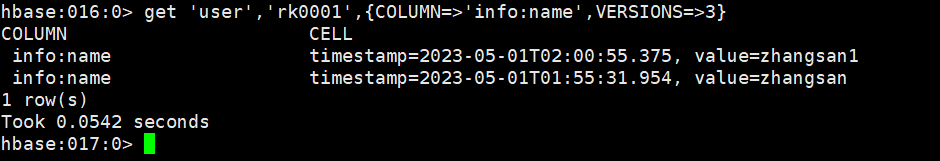 hbase:016:0> get 'user','rk0001',{COLUMN=>'info:name',VERSIONS=>3}
COLUMN                          CELL
 info:name                      timestamp=2023-05-01T02:00:55.375, value=zhangsan1
 info:name                      timestamp=2023-05-01T01:55:31.954, value=zhangsan
1 row(s)
Took 0.0542 seconds
hbase:017:0>